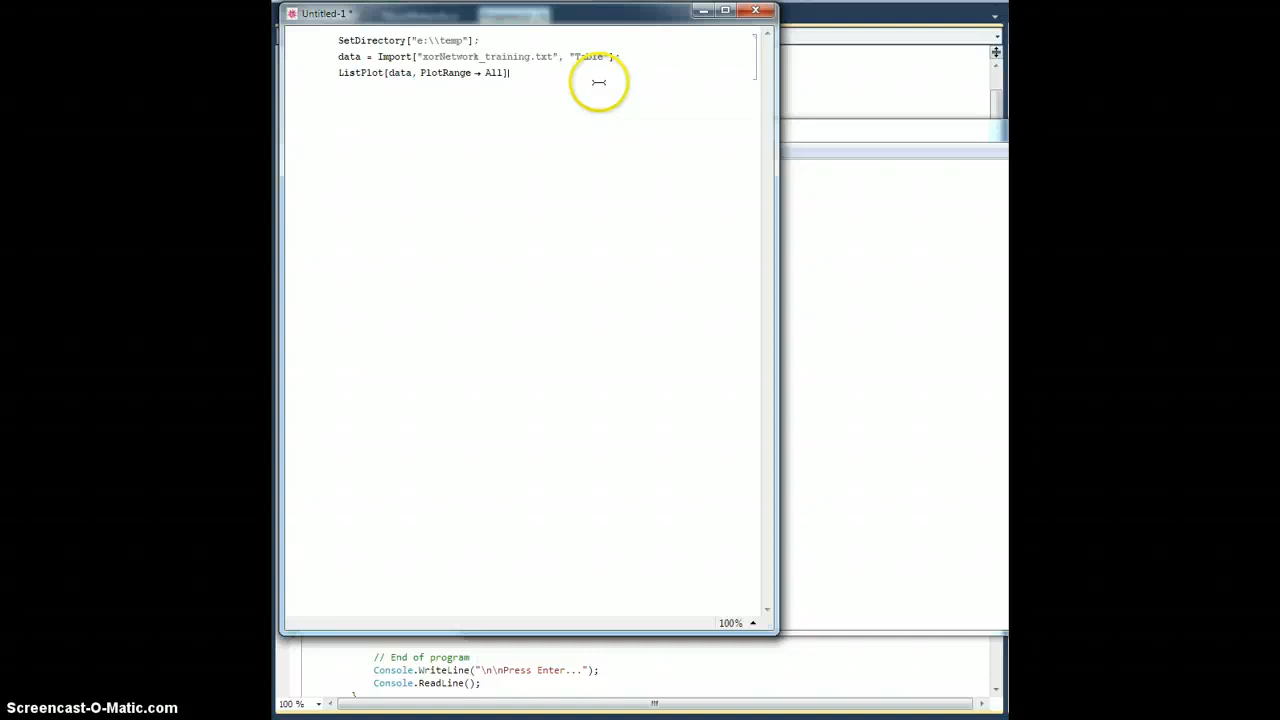 Untitled-1 *
SetDirectory["e:\\temp"];
data = Import["xorNetwork_training.txt", "Table"];
ListPlot[data, PlotRange → All]
100%
// End of program
Console.WriteLine("\n\nPress Enter...");
Console.ReadLine();
}
100 %
Screencast-O-Matic.com